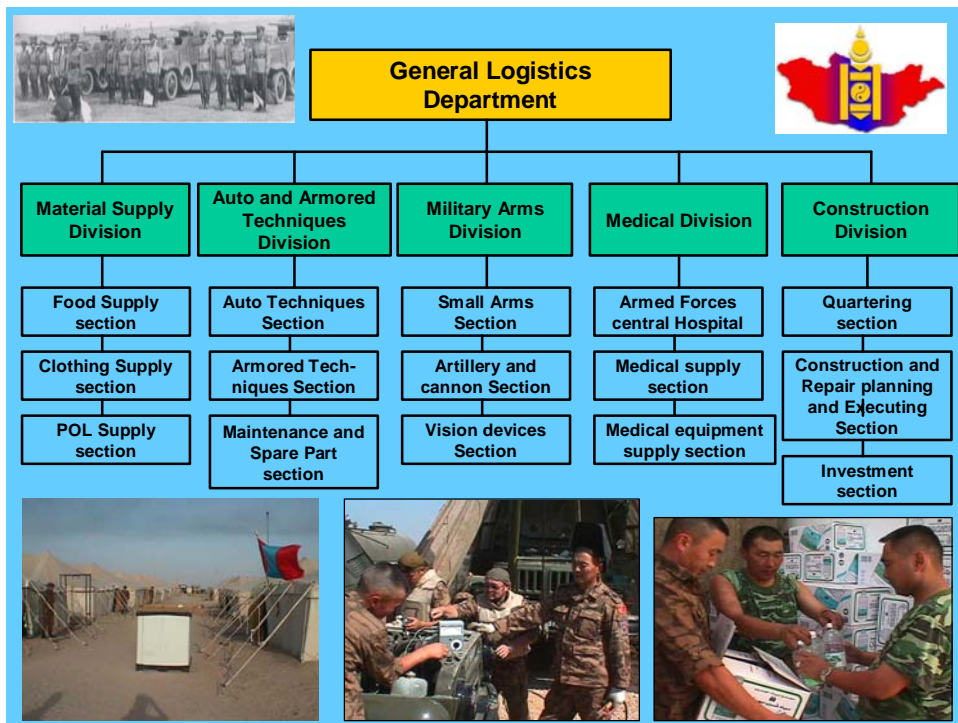 General Logistics
Department
Material Supply
Division
Auto and Armored
Techniques
Division
Military Arms
Division
Medical Division
Construction
Division
Food Supply
section
Clothing Supply
section
POL Supply
section
Auto Techniques
Section
Armored Tech-
niques Section
Maintenance and
Spare Part
section
Small Arms
Section
Artillery and
cannon Section
Vision devices
Section
Armed Forces
central Hospital
Medical supply
section
Medical equipment
supply section
Quartering
section
Construction and
Repair planning
and Executing
Section
Investment
section